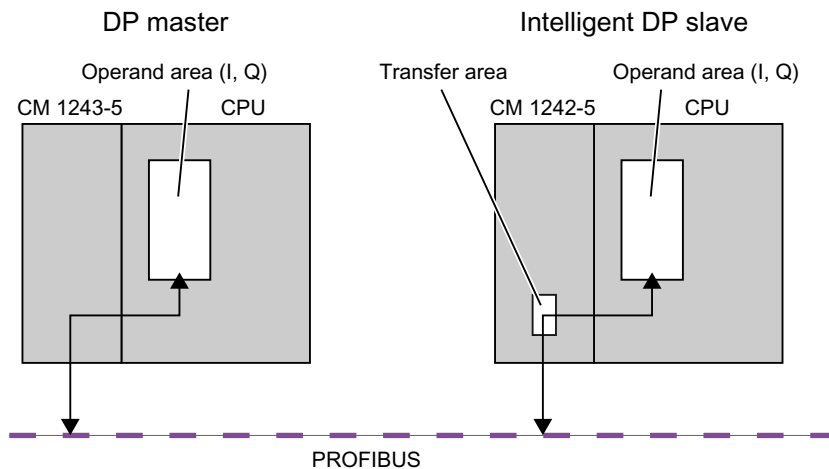 DP master
Intelligent DP slave
Operand area (I, Q)
Transfer area
Operand area (I, Q)
CM 1243-5
CPU
CM 1242-5
CPU
PROFIBUS